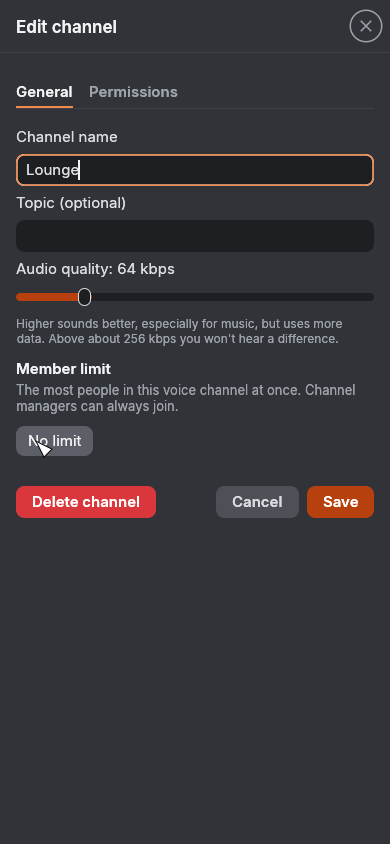 Edit channel
General Permissions
Channel name
Lounge
Topic (optional)
Audio quality: 64 kbps
Higher sounds better, especially for music, but uses more
data. Above about 256 kbps you won't hear a difference.
Member limit
The most people in this voice channel at once. Channel
managers can always join.
No limit
Delete channel Cancel Save